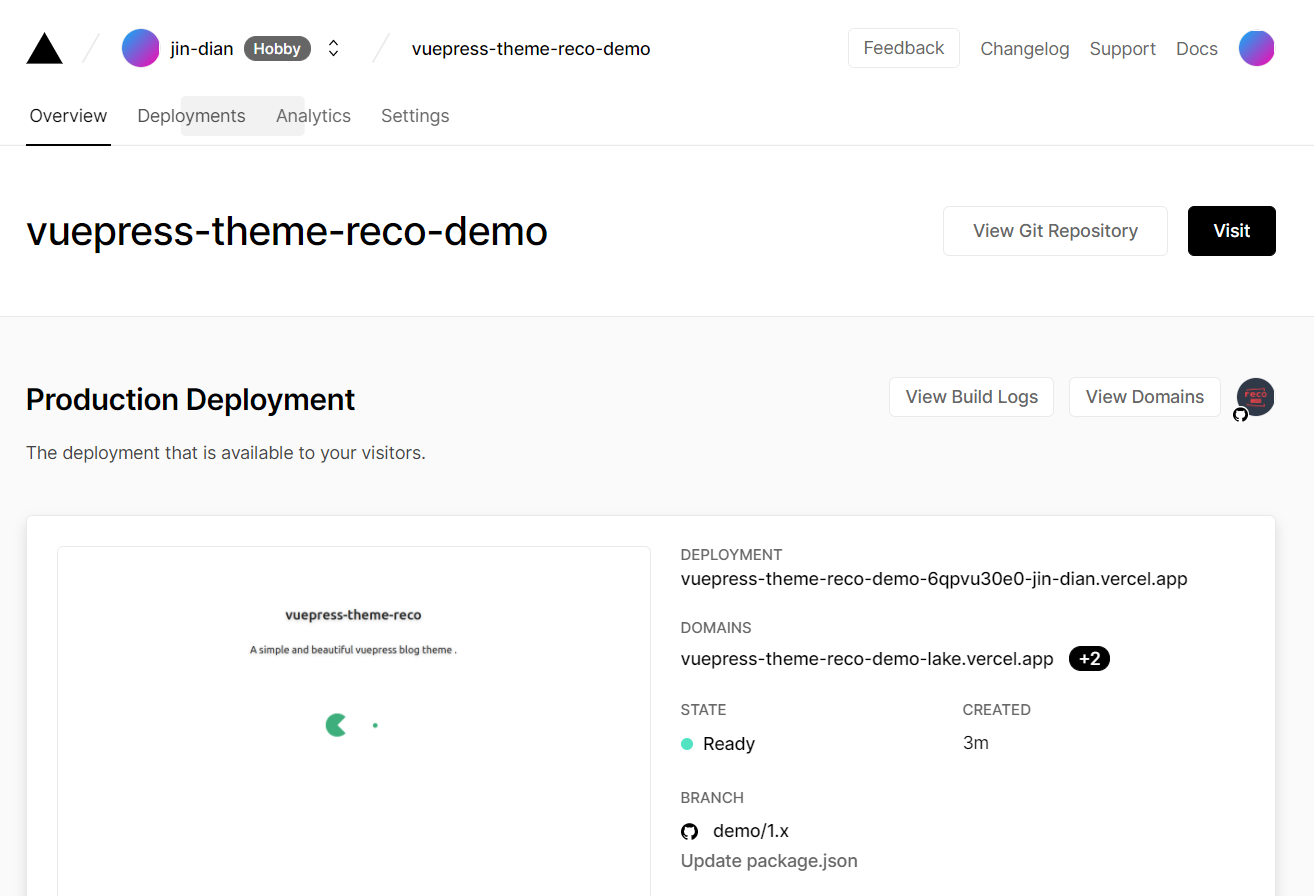 jin-dian Hobby vuepress-theme-reco-demo Feedback Changelog Support Docs
Overview Deployments Analytics Settings
vuepress-theme-reco-demo View Git Repository Visit
Production Deployment View Build Logs View Domains
reco
The deployment that is available to your visitors.
vuepress-theme-reco
A simple and beautiful vuepress blog theme .
DEPLOYMENT
vuepress-theme-reco-demo-6qpvu30e0-jin-dian.vercel.app
DOMAINS
vuepress-theme-reco-demo-lake.vercel.app +2
STATE CREATED
Ready 3m
BRANCH
demo/1.x
Update package.json